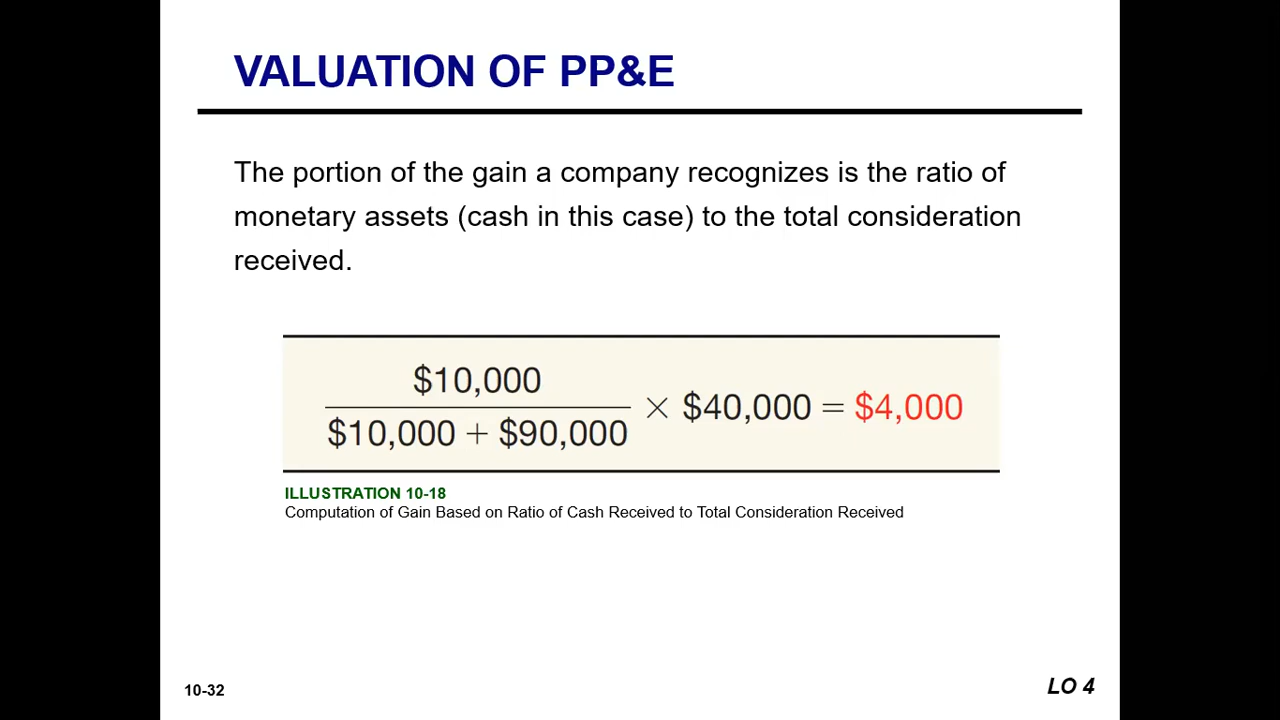 VALUATION OF PP&E
The portion of the gain a company recognizes is the ratio of
monetary assets (cash in this case) to the total consideration
received.
$10,000
$10,000 + $90,000
× $40,000 = $4,000
ILLUSTRATION 10-18
Computation of Gain Based on Ratio of Cash Received to Total Consideration Received
10-32
LO 4